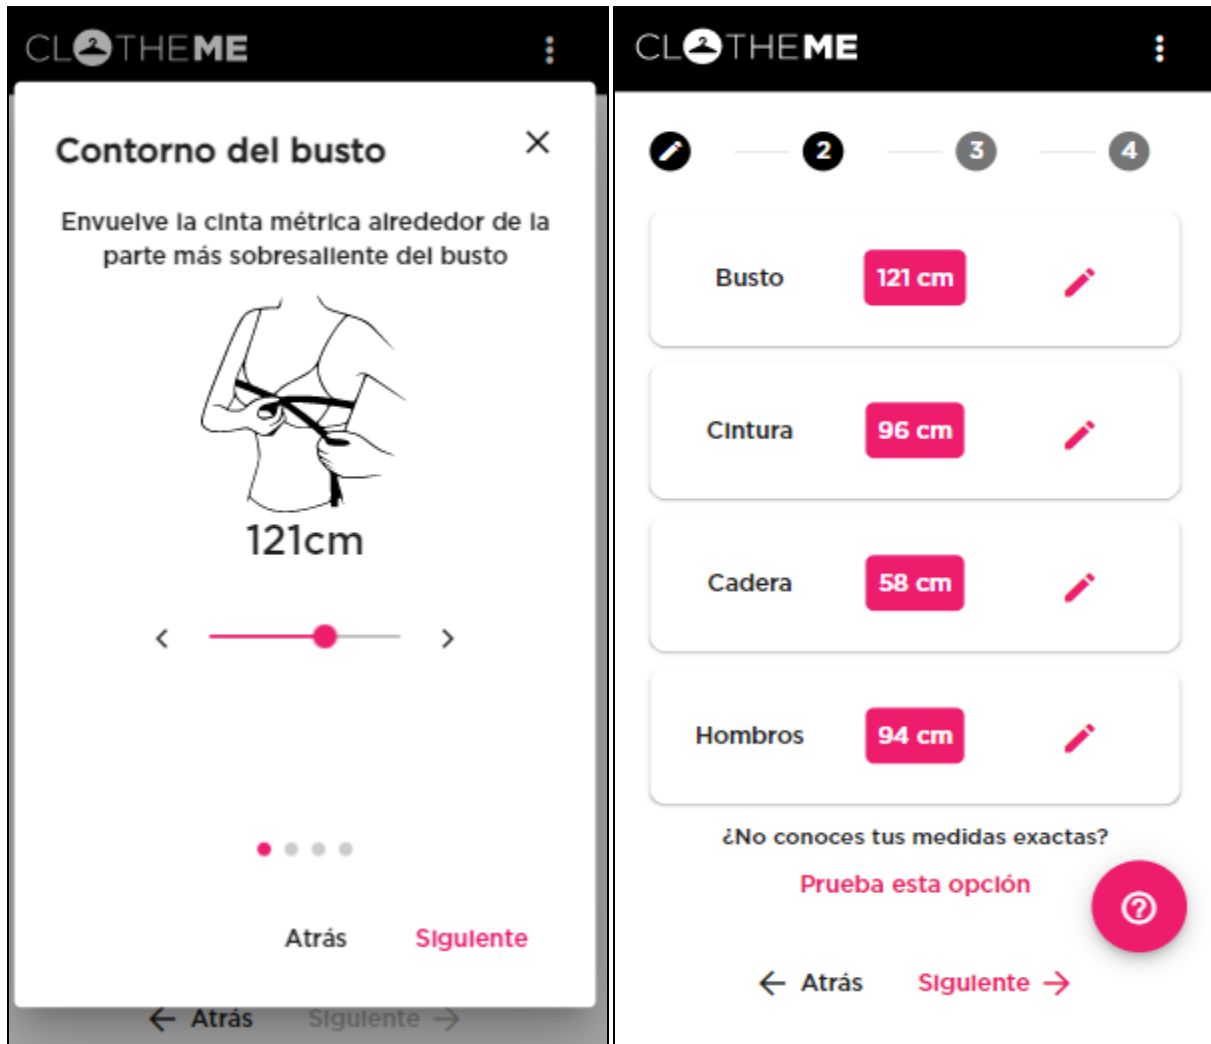 CLOTHEME
Contorno del busto
Envuelve la cinta métrica alrededor de la
parte más sobresaliente del busto
121cm
Atrás Siguiente
Atrás Siguiente
CLOTHEME
2 3 4
Busto 121 cm
Cintura 96 cm
Cadera 58 cm
Hombros 94 cm
¿No conoces tus medidas exactas?
Prueba esta opción
?
Atrás Siguiente